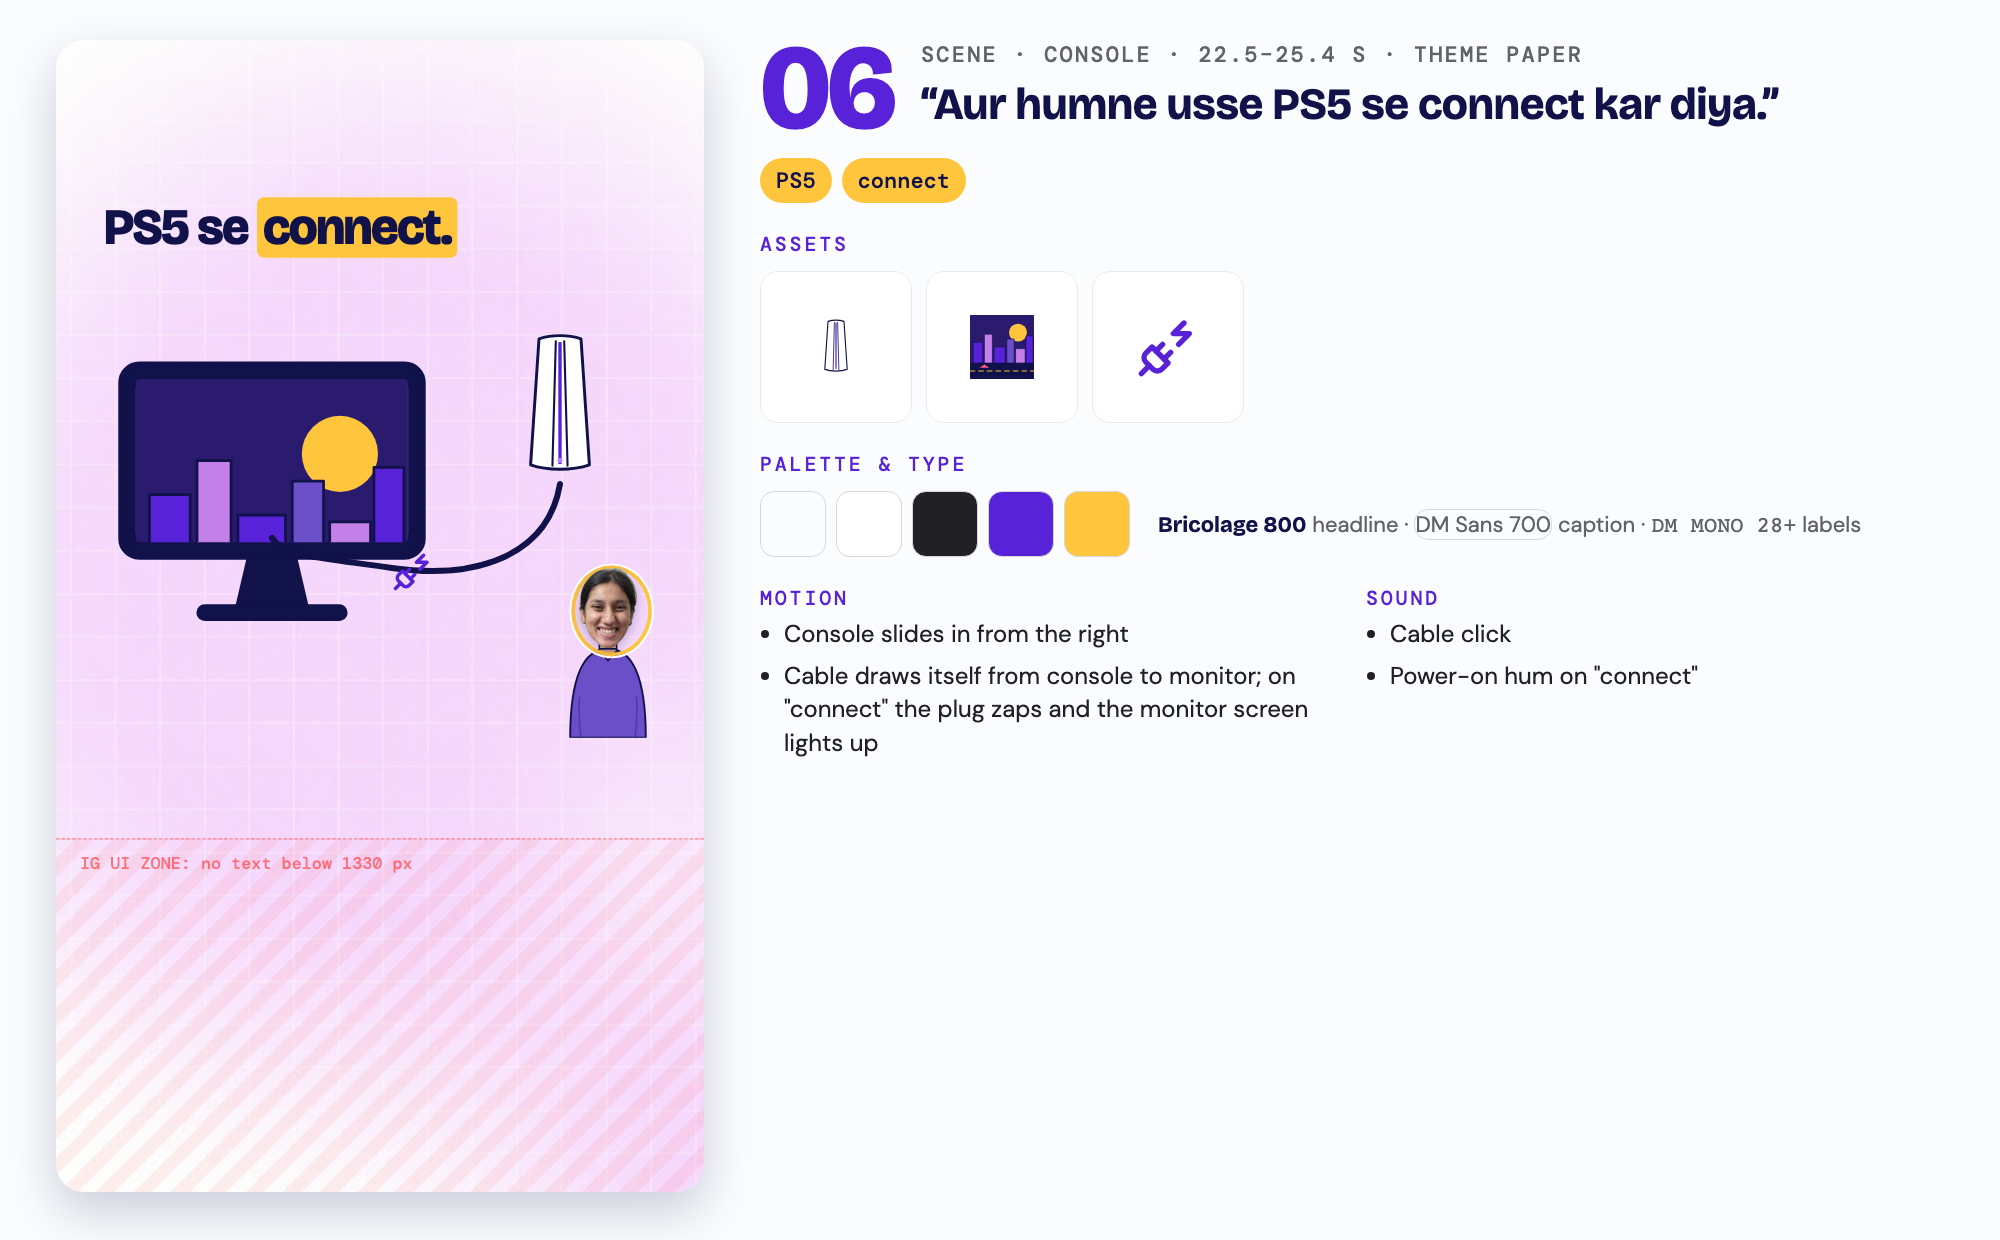 PS5 se connect.
IG UI ZONE: no text below 1330 px
06
SCENE · CONSOLE · 22.5–25.4 S · THEME PAPER
“Aur humne usse PS5 se connect kar diya.”
PS5 connect
ASSETS
PALETTE & TYPE
Bricolage 800 headline · DM Sans 700 caption · DM MONO 28+ labels
MOTION
Console slides in from the right
Cable draws itself from console to monitor; on
"connect" the plug zaps and the monitor screen
lights up
SOUND
Cable click
Power-on hum on "connect"